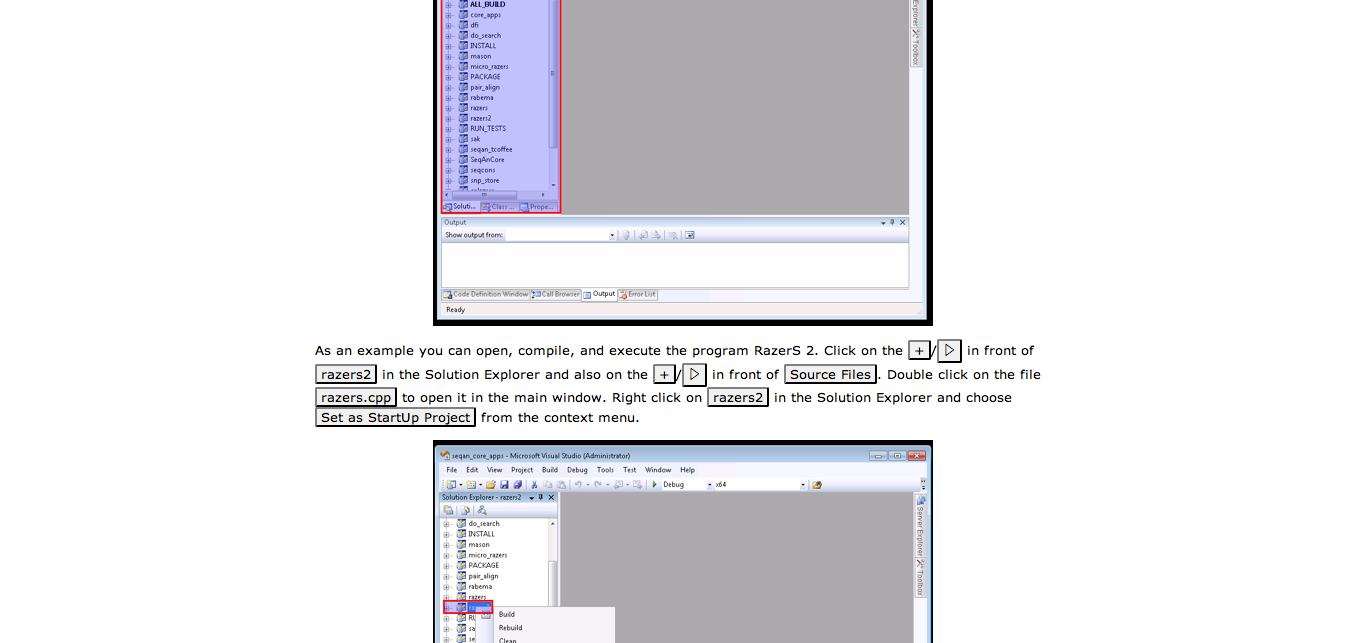 ALL_BUILD
core_apps
dfi
do_search
INSTALL
mason
micro_razers
PACKAGE
pair_align
rabema
razers
razers2
RUN_TESTS
sak
seqan_tcoffee
SeqAnCore
seqcons
snp_store
Explorer
Toolbox
Soluti... Class ... Prope...
Output
Show output from:
Code Definition Window Call Browser Output Error List
Ready
As an example you can open, compile, and execute the program RazerS 2. Click on the +/▷ in front of
razers2 in the Solution Explorer and also on the +/▷ in front of Source Files. Double click on the file
razers.cpp to open it in the main window. Right click on razers2 in the Solution Explorer and choose
Set as StartUp Project from the context menu.
seqan_core_apps - Microsoft Visual Studio (Administrator)
File Edit View Project Build Debug Tools Test Window Help
Debug x64
Solution Explorer - razers2
do_search
INSTALL
mason
micro_razers
PACKAGE
pair_align
rabema
razers
Build
Rebuild
Clean
Server Explorer
Toolbox